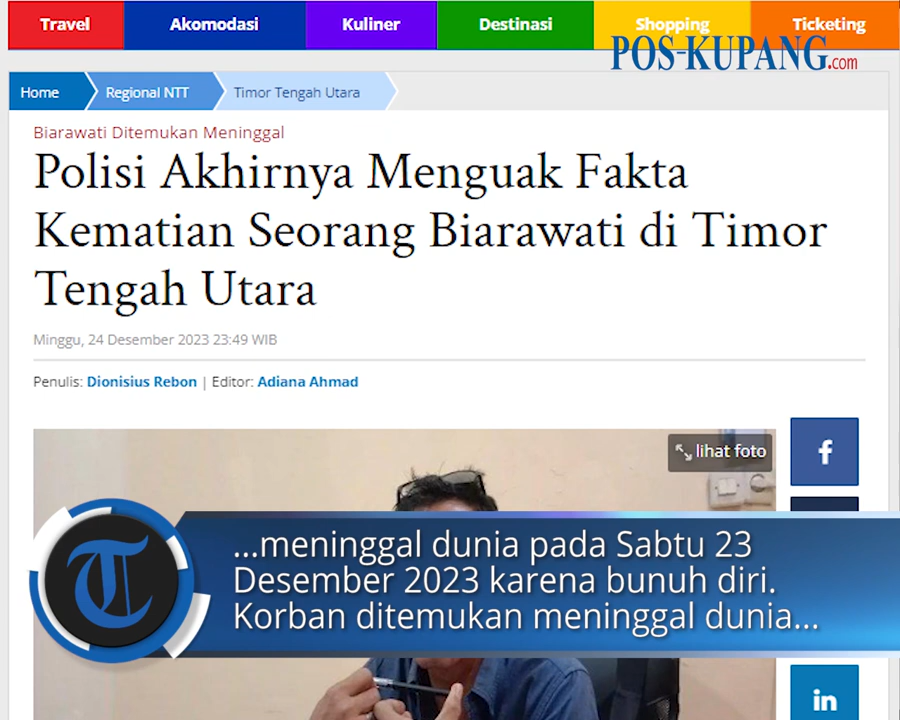 Travel
Akomodasi
Kuliner
Destinasi
Shopping
Ticketing
POS-KUPANG.com
Home
Regional NTT
Timor Tengah Utara
Biarawati Ditemukan Meninggal
Polisi Akhirnya Menguak Fakta
Kematian Seorang Biarawati di Timor
Tengah Utara
Minggu, 24 Desember 2023 23:49 WIB
Penulis: Dionisius Rebon | Editor: Adiana Ahmad
lihat foto
f
T
...meninggal dunia pada Sabtu 23
Desember 2023 karena bunuh diri.
Korban ditemukan meninggal dunia...
in